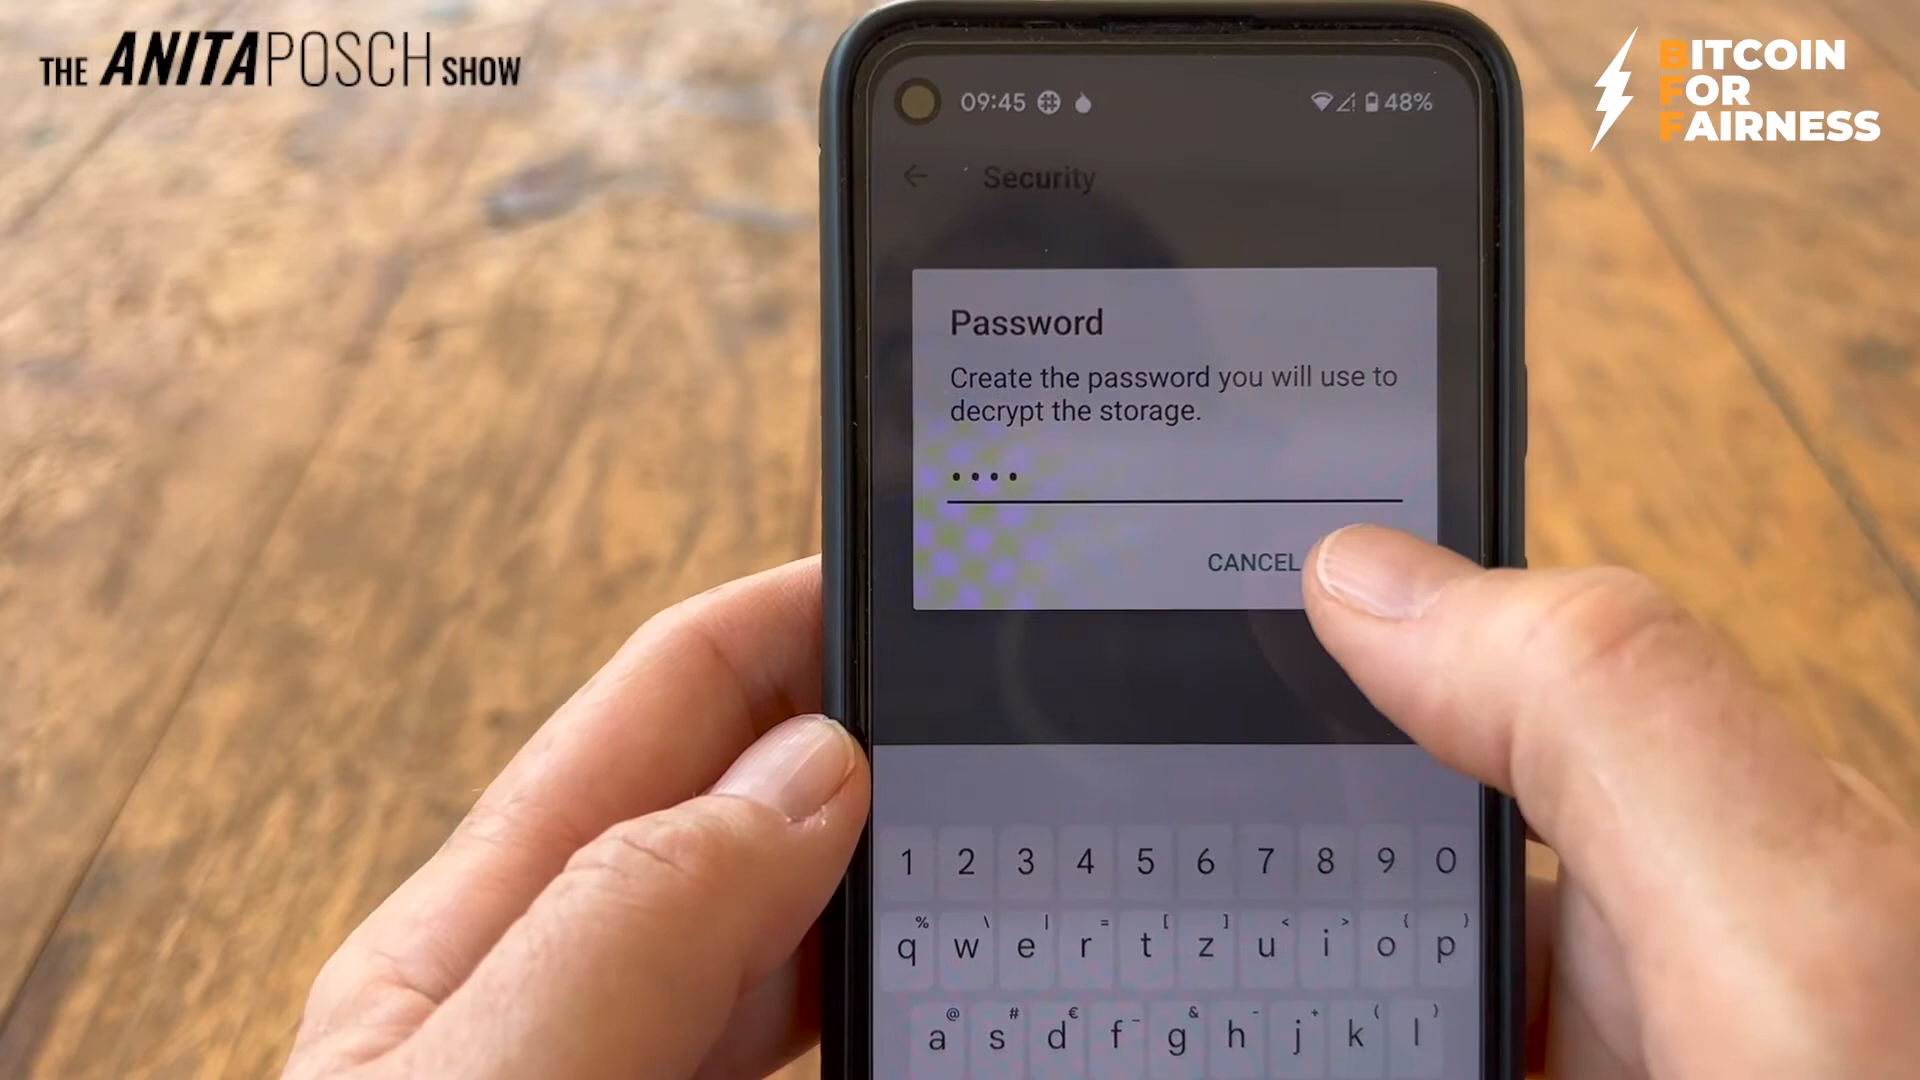 THE ANITA POSCH SHOW
BITCOIN
FOR
FAIRNESS
09:45
48%
Security
Password
Create the password you will use to
decrypt the storage.
CANCEL
1 2 3 4 5 6 7 8 9 0
% \ | = [ ] < > { }
q w e r t z u i o p
@ # € _ & - + ( )
a s d f g h j k l